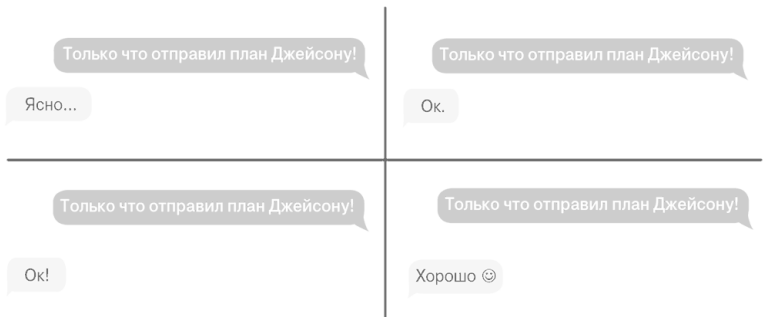 Только что отправил план Джейсону!
Ясно...
Только что отправил план Джейсону!
Ок.
Только что отправил план Джейсону!
Ок!
Только что отправил план Джейсону!
Хорошо ☺